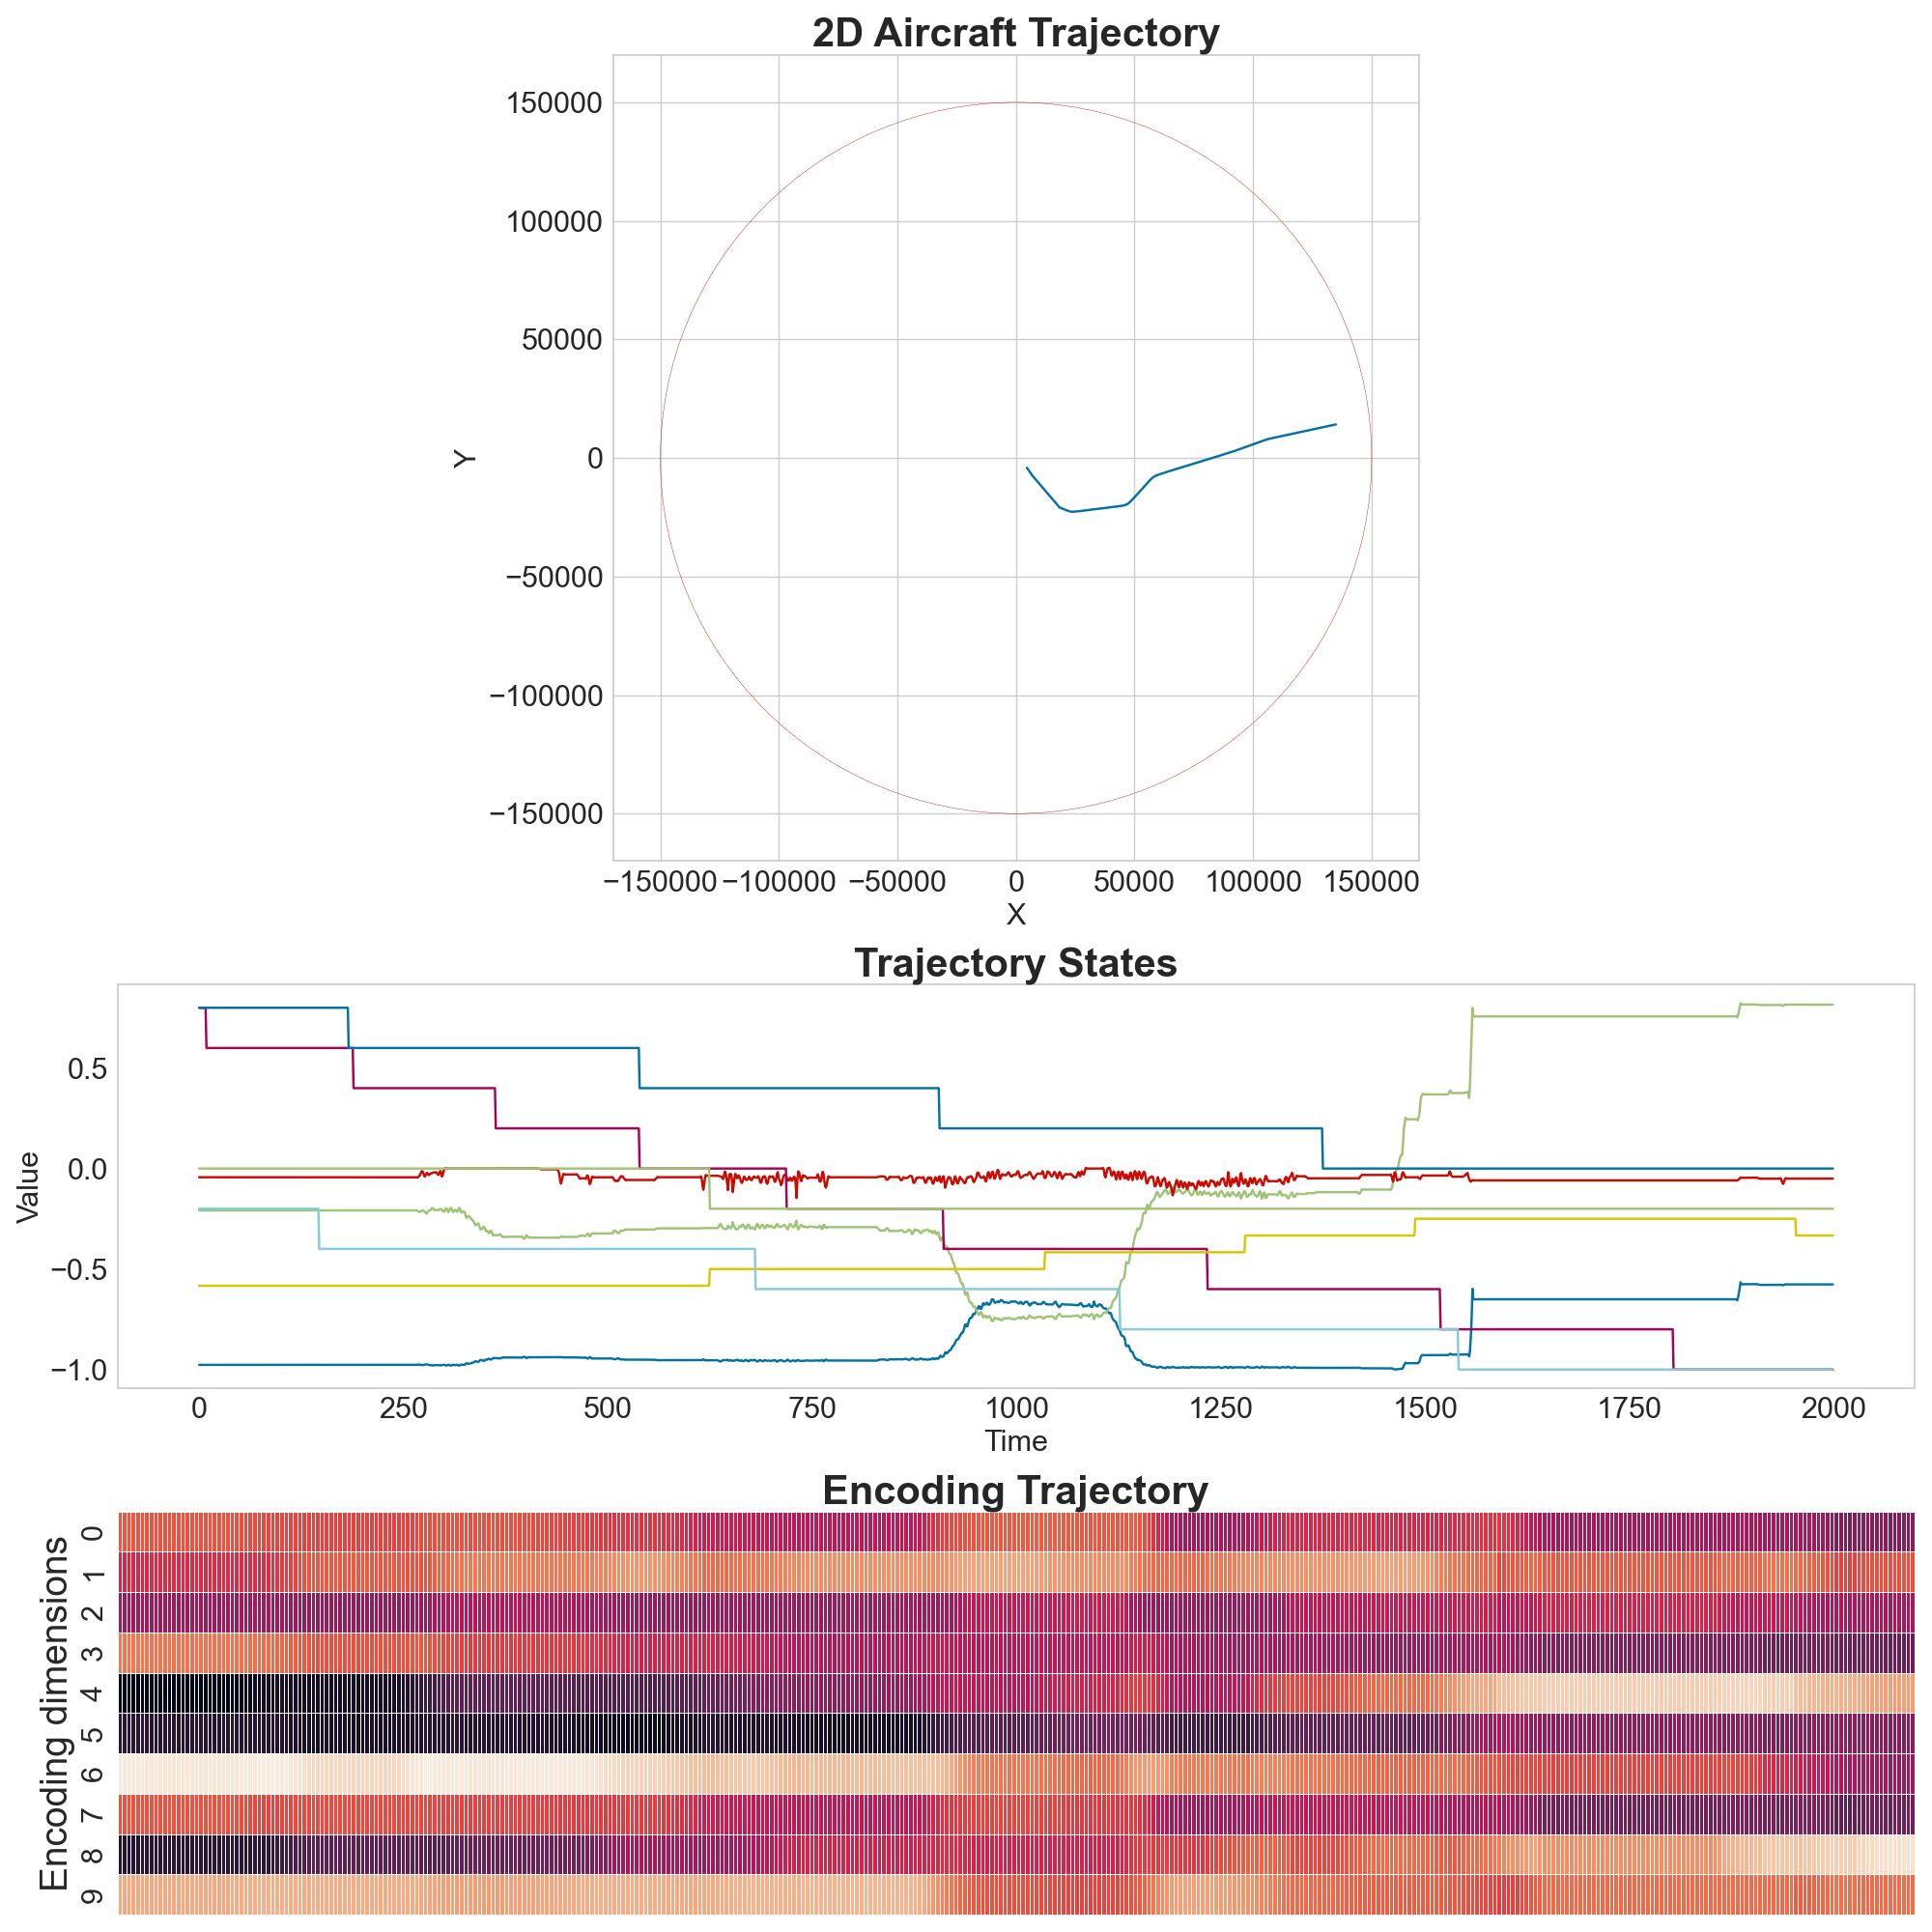 2D Aircraft Trajectory
150000
100000
50000
0
−50000
−100000
−150000
Y
−150000 −100000 −50000 0 50000 100000 150000
X
Trajectory States
0.5
0.0
−0.5
−1.0
Value
0 250 500 750 1000 1250 1500 1750 2000
Time
Encoding Trajectory
Encoding dimensions
0
1
2
3
4
5
6
7
8
9